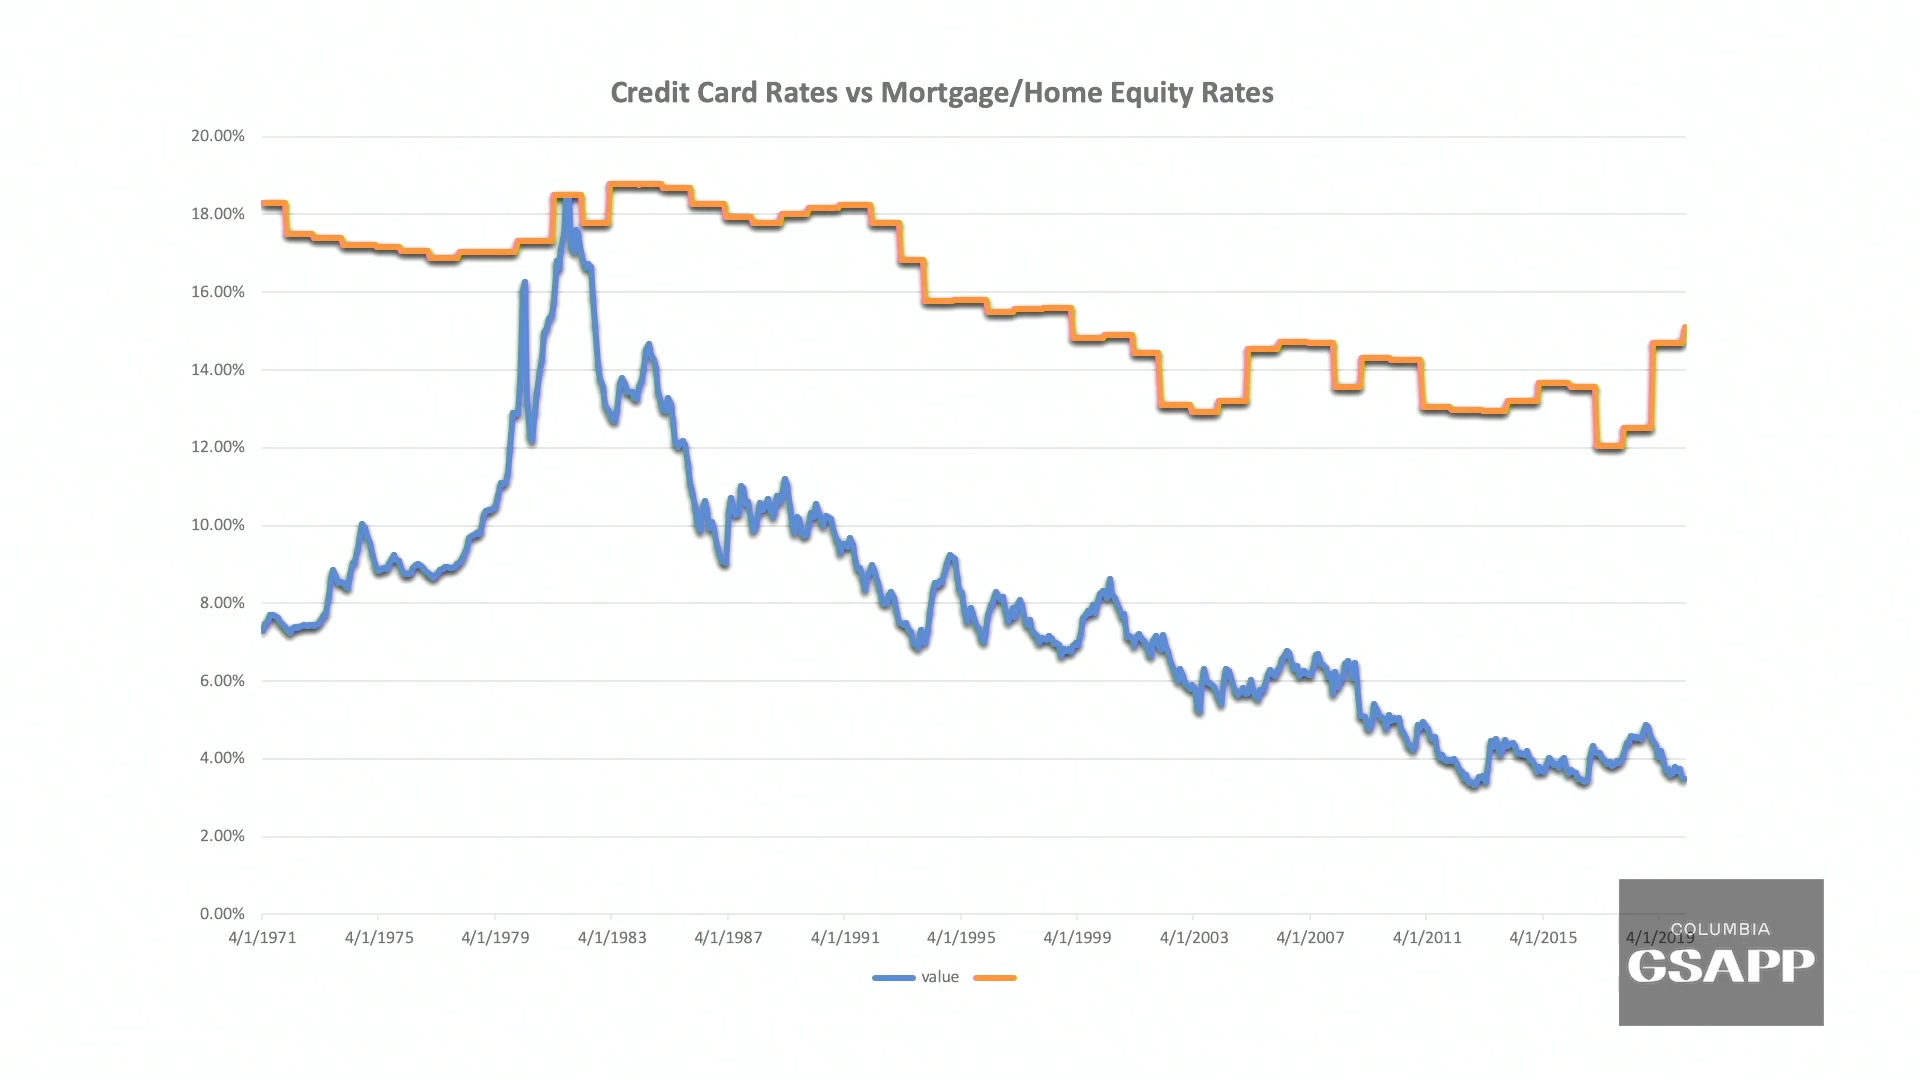 Credit Card Rates vs Mortgage/Home Equity Rates
20.00%
18.00%
16.00%
14.00%
12.00%
10.00%
8.00%
6.00%
4.00%
2.00%
0.00%
4/1/1971 4/1/1975 4/1/1979 4/1/1983 4/1/1987 4/1/1991 4/1/1995 4/1/1999 4/1/2003 4/1/2007 4/1/2011 4/1/2015 4/1/2019
value
COLUMBIA
GSAPP